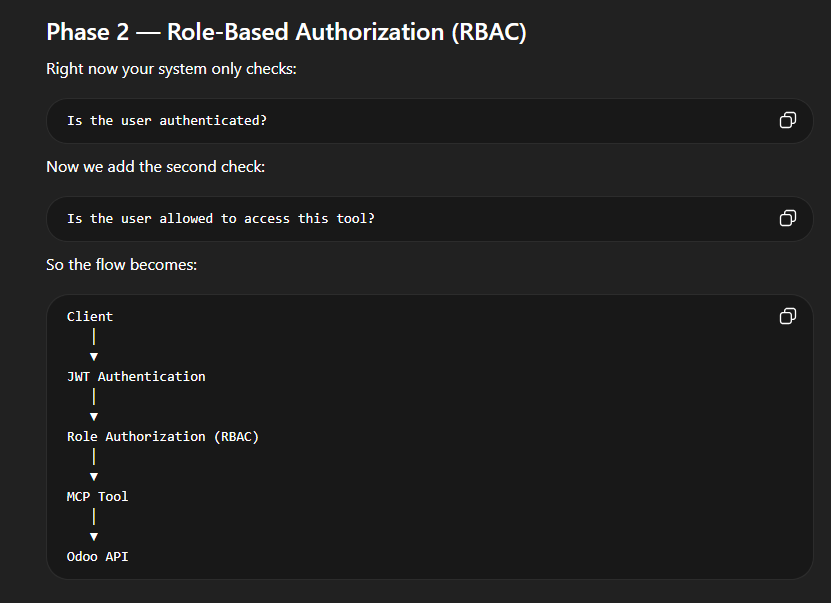 Phase 2 — Role-Based Authorization (RBAC)
Right now your system only checks:
Is the user authenticated?
Now we add the second check:
Is the user allowed to access this tool?
So the flow becomes:
Client
│
▼
JWT Authentication
│
▼
Role Authorization (RBAC)
│
▼
MCP Tool
│
▼
Odoo API